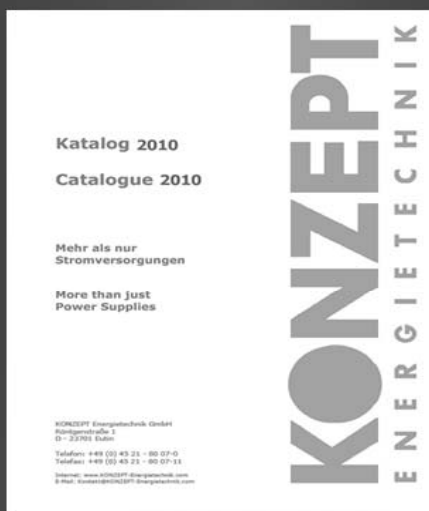 Katalog 2010
Catalogue 2010
Mehr als nur
Stromversorgungen
More than just
Power Supplies
KONZEPT Energietechnik GmbH
Röntgenstraße 1
D - 23701 Eutin
Telefon: +49 (0) 45 21 - 80 07-0
Telefax: +49 (0) 45 21 - 80 07-11
Internet: www.KONZEPT-Energietechnik.com
E-Mail: Kontakt@KONZEPT-Energietechnik.com
KONZEPT
ENERGIETECHNIK